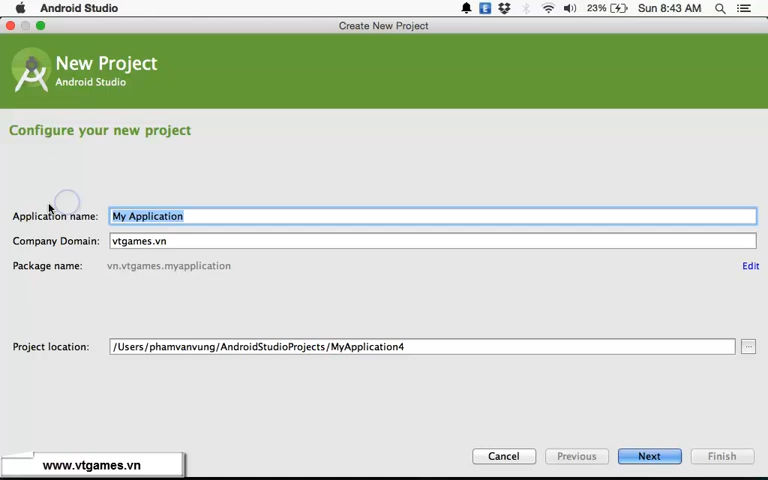 Android Studio
23%
Sun 8:43 AM
Create New Project
New Project
Android Studio
Configure your new project
Application name: My Application
Company Domain: vtgames.vn
Package name: vn.vtgames.myapplication Edit
Project location: /Users/phamvanvung/AndroidStudioProjects/MyApplication4 ...
Cancel Previous Next Finish
www.vtgames.vn